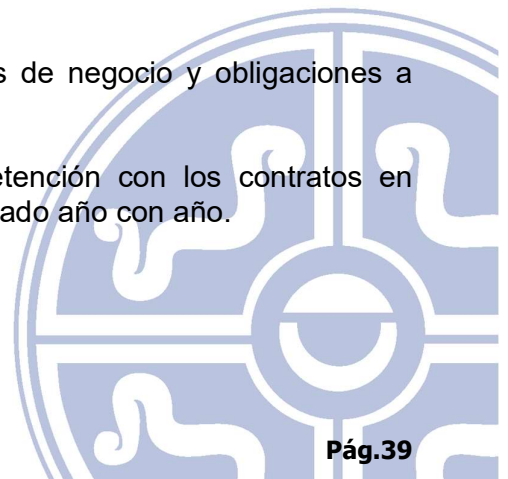 s de negocio y obligaciones a
etención con los contratos en
ado año con año.
Pág.39